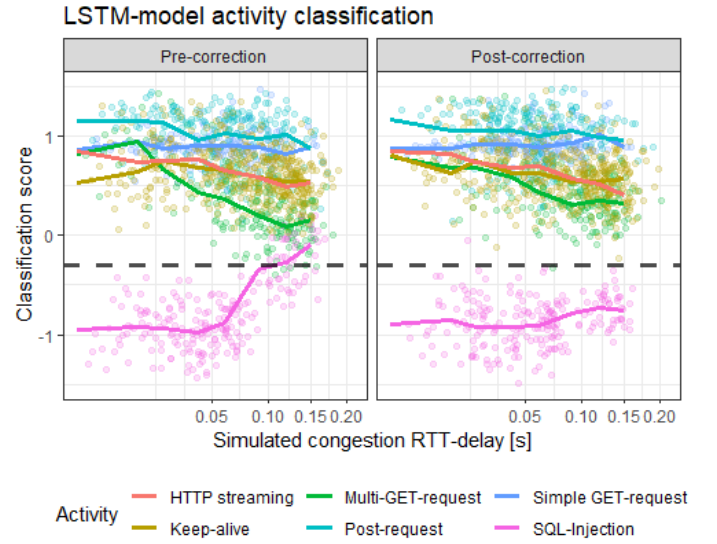 LSTM-model activity classification
Pre-correction
Post-correction
Classification score
1
0
-1
0.05 0.10 0.15 0.20
0.05 0.10 0.15 0.20
Simulated congestion RTT-delay [s]
Activity
HTTP streaming
Multi-GET-request
Simple GET-request
Keep-alive
Post-request
SQL-Injection